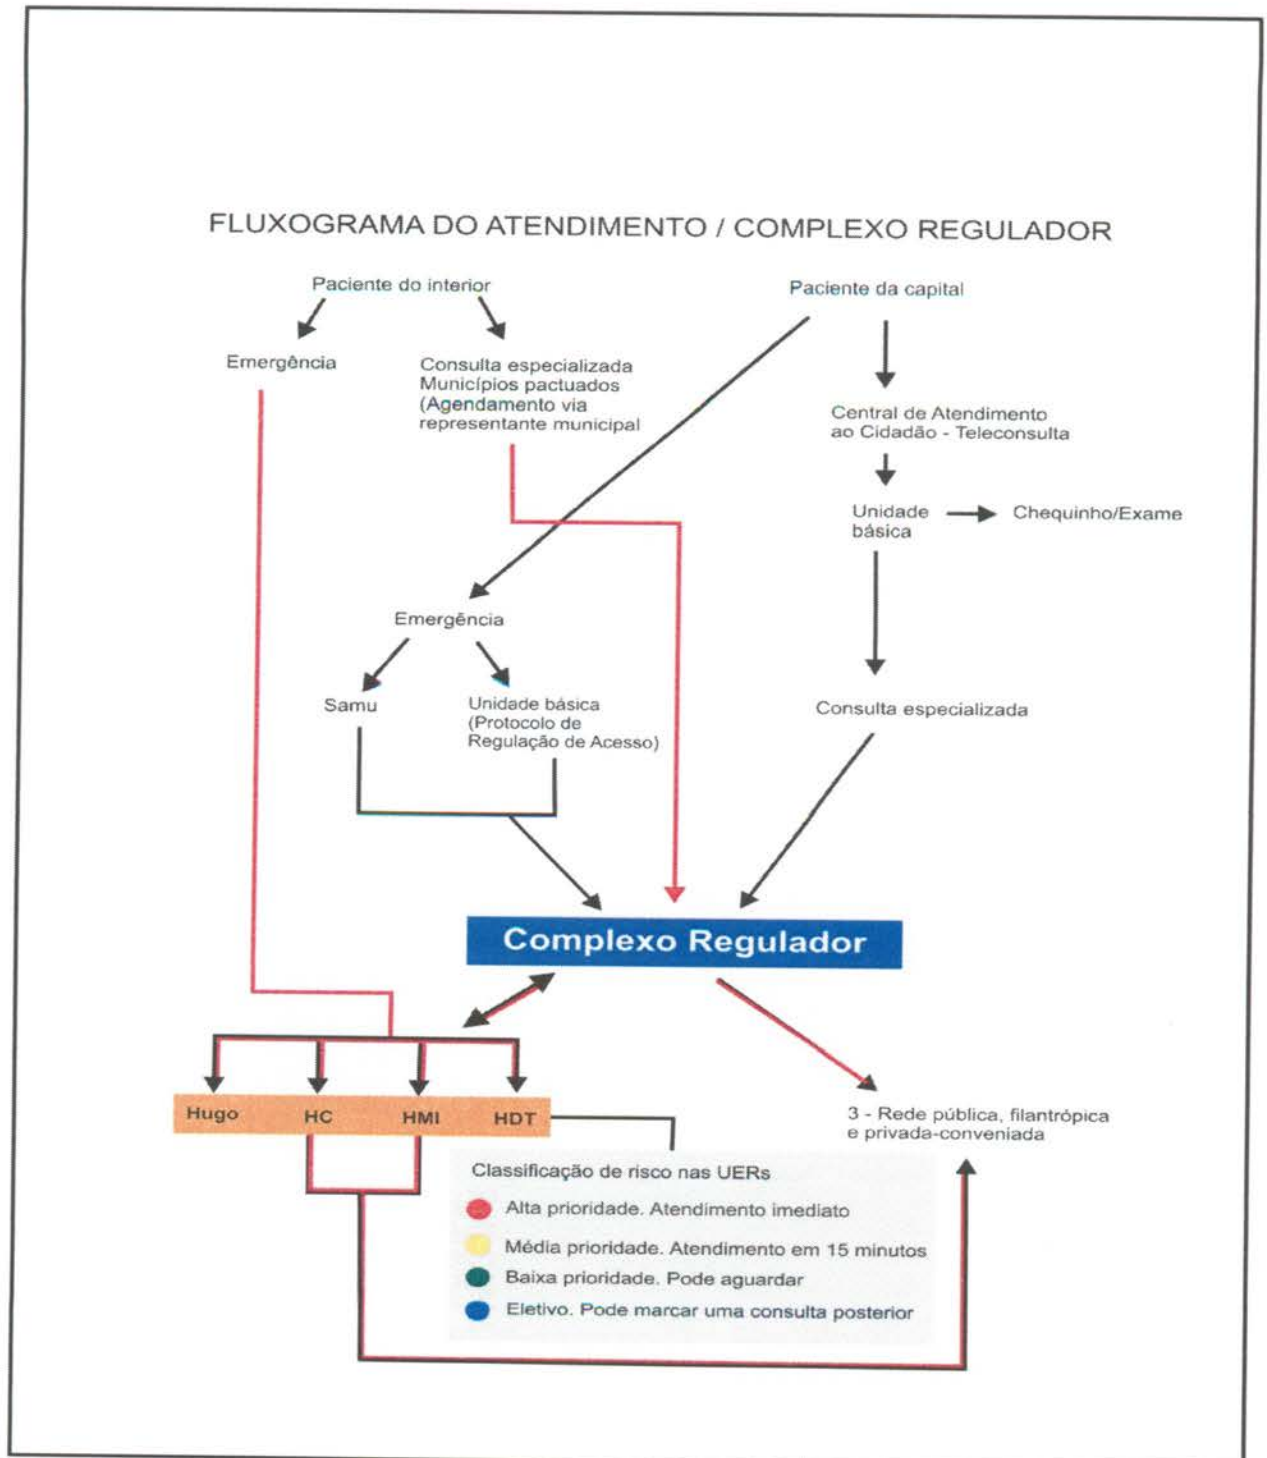 FLUXOGRAMA DO ATENDIMENTO / COMPLEXO REGULADOR
Paciente do interior
Paciente da capital
Emergência
Consulta especializada
Municípios pactuados
(Agendamento via
representante municipal
Central de Atendimento
ao Cidadão - Teleconsulta
Unidade
básica
Chequinho/Exame
Emergência
Samu
Unidade básica
(Protocolo de
Regulação de Acesso)
Consulta especializada
Complexo Regulador
Hugo HC HMI HDT
3 - Rede pública, filantrópica
e privada-conveniada
Classificação de risco nas UERs
Alta prioridade. Atendimento imediato
Média prioridade. Atendimento em 15 minutos
Baixa prioridade. Pode aguardar
Eletivo. Pode marcar uma consulta posterior